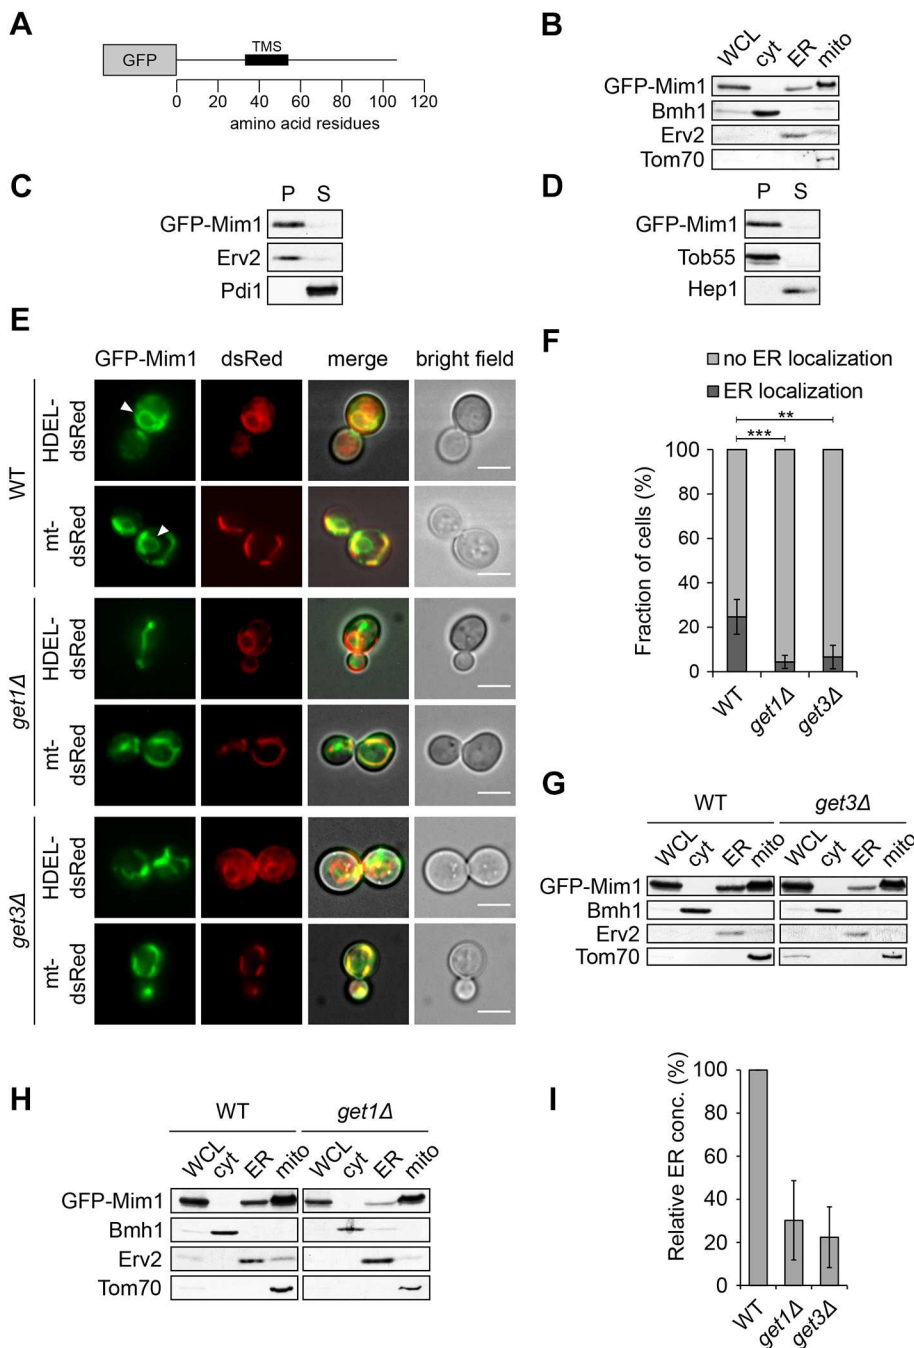 A
GFP
TMS
0 20 40 60 80 100 120
amino acid residues
B
WCL cyt ER mito
GFP-Mim1
Bmh1
Erv2
Tom70
C
P S
GFP-Mim1
Erv2
Pdi1
D
P S
GFP-Mim1
Tob55
Hep1
E
GFP-Mim1 dsRed merge bright field
WT
HDEL-
dsRed
mt-
dsRed
get1Δ
HDEL-
dsRed
mt-
dsRed
get3Δ
HDEL-
dsRed
mt-
dsRed
F
no ER localization
ER localization
**
***
Fraction of cells (%)
100
80
60
40
20
0
WT get1Δ get3Δ
G
WT get3Δ
WCL cyt ER mito WCL cyt ER mito
GFP-Mim1
Bmh1
Erv2
Tom70
H
WT get1Δ
WCL cyt ER mito WCL cyt ER mito
GFP-Mim1
Bmh1
Erv2
Tom70
I
Relative ER conc. (%)
100
80
60
40
20
0
WT get1Δ get3Δ